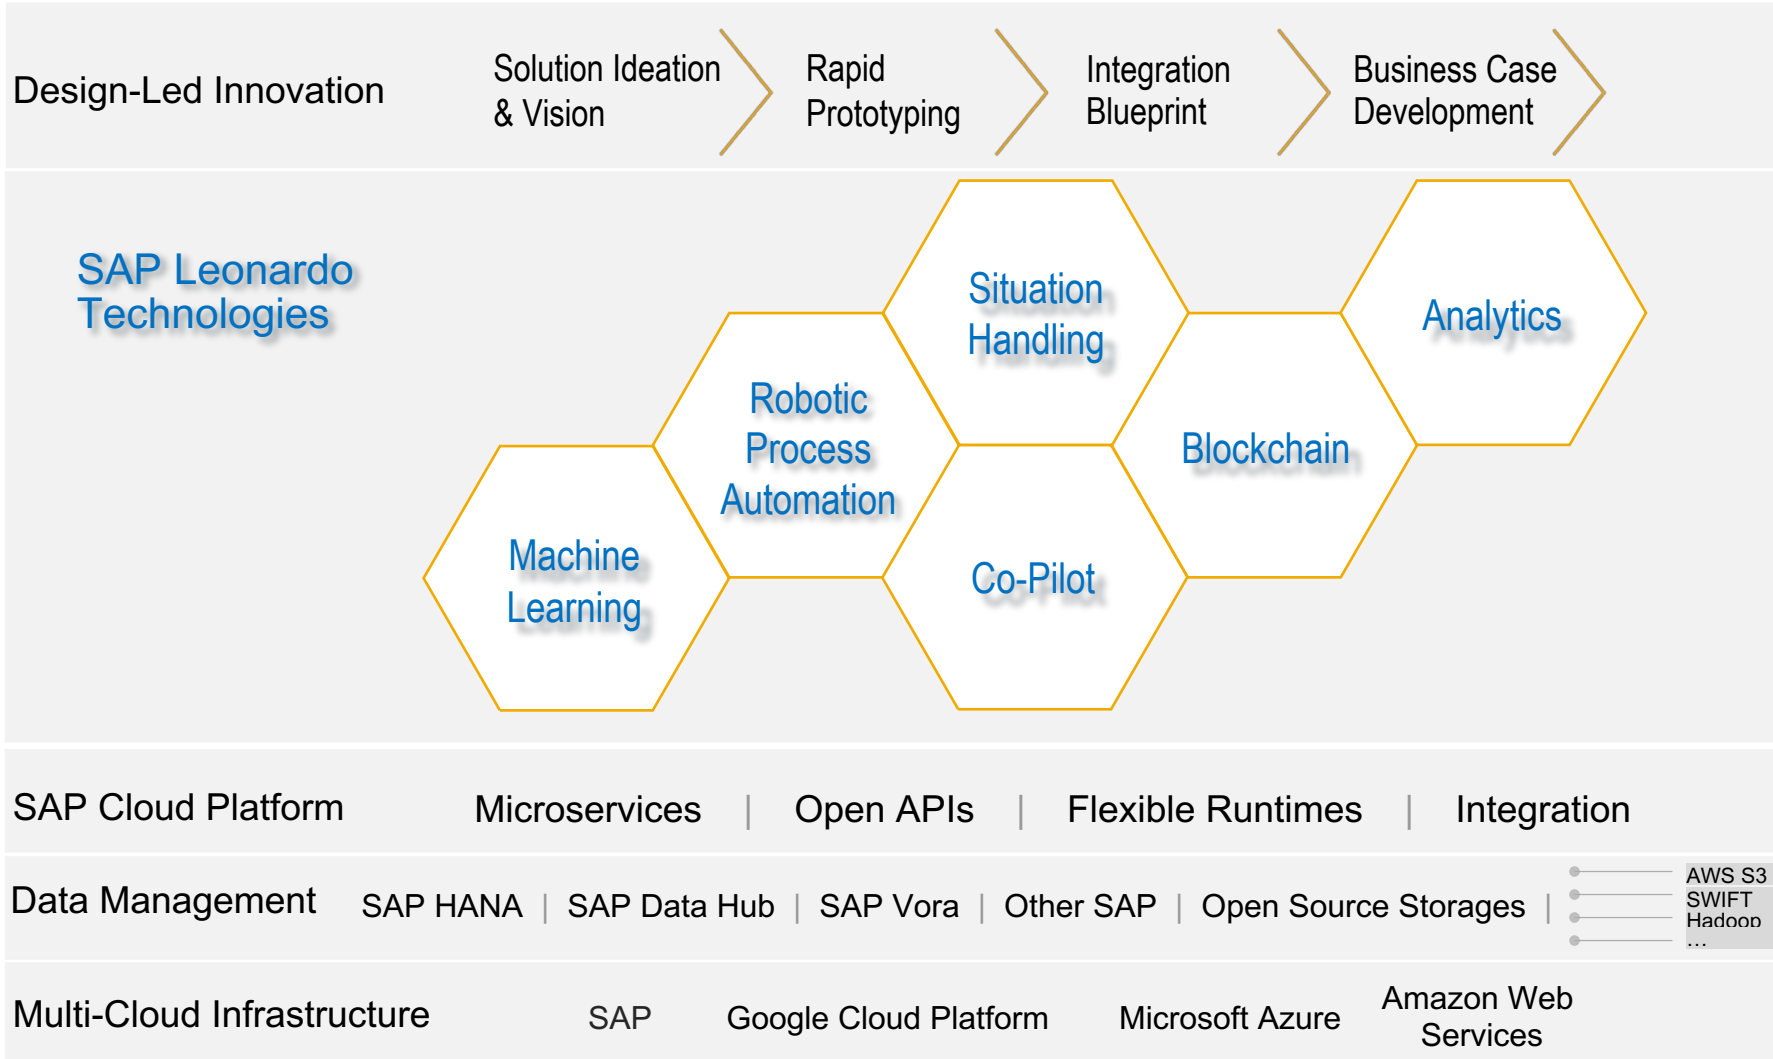 Design-Led Innovation
Solution Ideation
& Vision
Rapid
Prototyping
Integration
Blueprint
Business Case
Development
SAP Leonardo
Technologies
Situation
Handling
Analytics
Robotic
Process
Automation
Blockchain
Machine
Learning
Co-Pilot
SAP Cloud Platform
Microservices | Open APIs | Flexible Runtimes | Integration
Data Management
SAP HANA | SAP Data Hub | SAP Vora | Other SAP | Open Source Storages |
AWS S3
SWIFT
Hadoop
...
Multi-Cloud Infrastructure
SAP
Google Cloud Platform
Microsoft Azure
Amazon Web
Services